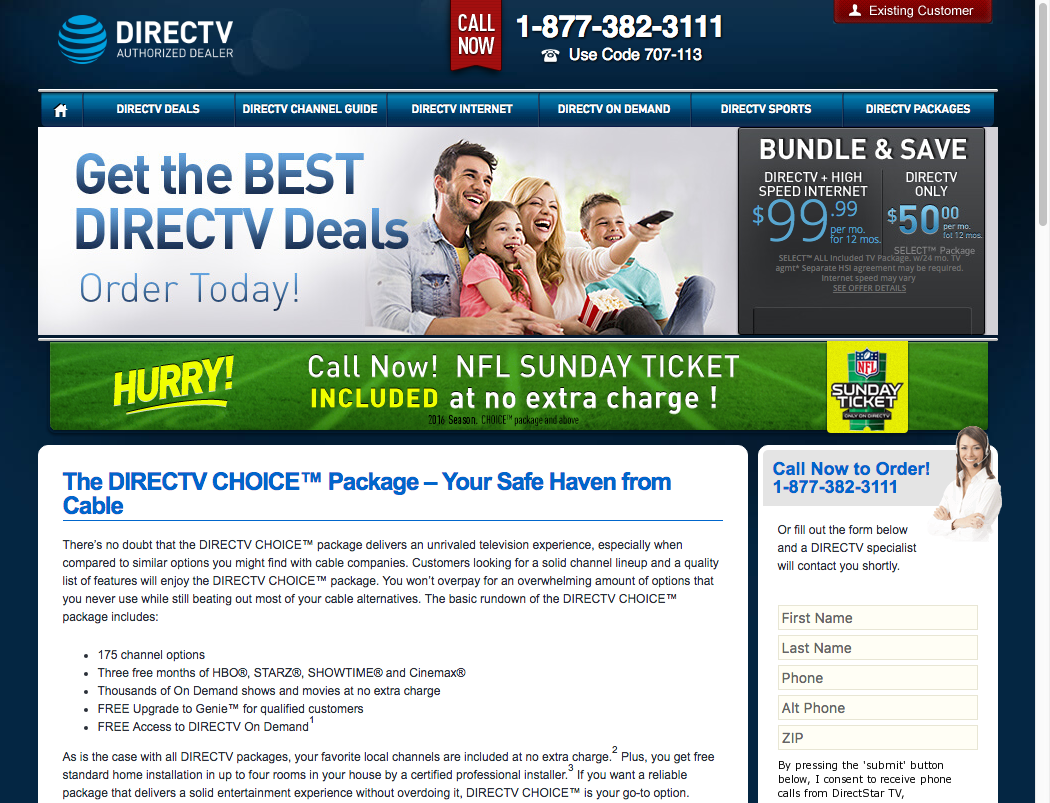 DIRECTV
AUTHORIZED DEALER
CALL
NOW
1-877-382-3111
Use Code 707-113
Existing Customer
DIRECTV DEALS
DIRECTV CHANNEL GUIDE
DIRECTV INTERNET
DIRECTV ON DEMAND
DIRECTV SPORTS
DIRECTV PACKAGES
Get the BEST
DIRECTV Deals
Order Today!
BUNDLE & SAVE
DIRECTV + HIGH
SPEED INTERNET
$99.99
per mo.
for 12 mos.
DIRECTV
ONLY
$50.00
per mo.
fot 12 mos.
SELECT™ Package
SELECT™ ALL Included TV Package. w/24 mo. TV
agmt* Separate HSI agreement may be required.
Internet speed may vary
SEE OFFER DETAILS
HURRY!
Call Now! NFL SUNDAY TICKET
INCLUDED at no extra charge !
2016 Season. CHOICE™ package and above
NFL
SUNDAY
TICKET
ONLY ON DIRECTV
The DIRECTV CHOICE™ Package – Your Safe Haven from
Cable
There's no doubt that the DIRECTV CHOICE™ package delivers an unrivaled television experience, especially when
compared to similar options you might find with cable companies. Customers looking for a solid channel lineup and a quality
list of features will enjoy the DIRECTV CHOICE™ package. You won't overpay for an overwhelming amount of options that
you never use while still beating out most of your cable alternatives. The basic rundown of the DIRECTV CHOICE™
package includes:
• 175 channel options
• Three free months of HBO®, STARZ®, SHOWTIME® and Cinemax®
• Thousands of On Demand shows and movies at no extra charge
• FREE Upgrade to Genie™ for qualified customers
• FREE Access to DIRECTV On Demand1
As is the case with all DIRECTV packages, your favorite local channels are included at no extra charge.2 Plus, you get free
standard home installation in up to four rooms in your house by a certified professional installer.3 If you want a reliable
package that delivers a solid entertainment experience without overdoing it, DIRECTV CHOICE™ is your go-to option.
Call Now to Order!
1-877-382-3111
Or fill out the form below
and a DIRECTV specialist
will contact you shortly.
First Name
Last Name
Phone
Alt Phone
ZIP
By pressing the 'submit' button
below, I consent to receive phone
calls from DirectStar TV,